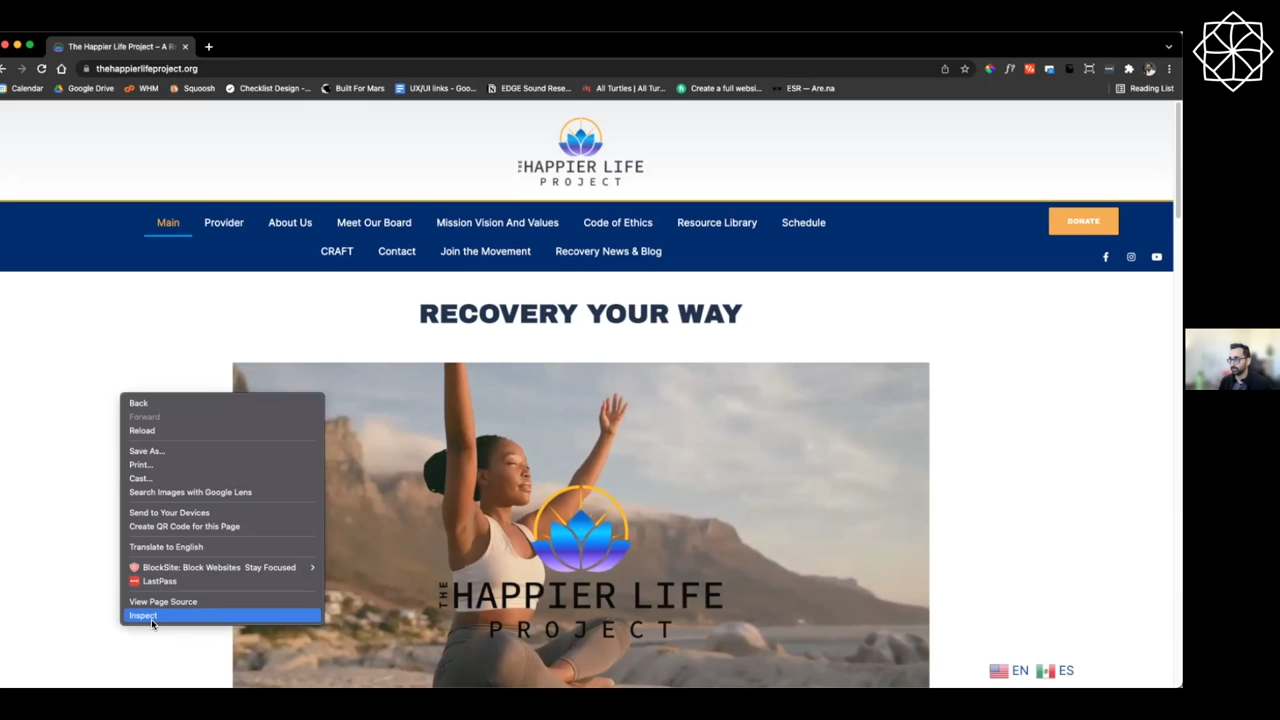 The Happier Life Project – A Re
thehappierlifeproject.org
Calendar Google Drive WHM Squoosh Checklist Design -... Built For Mars UX/UI links - Goo... EDGE Sound Rese... All Turtles | All Tur... Create a full websi... ESR — Are.na Reading List
THE HAPPIER LIFE
PROJECT
Main Provider About Us Meet Our Board Mission Vision And Values Code of Ethics Resource Library Schedule DONATE
CRAFT Contact Join the Movement Recovery News & Blog
RECOVERY YOUR WAY
Back
Forward
Reload
Save As...
Print...
Cast...
Search Images with Google Lens
Send to Your Devices
Create QR Code for this Page
Translate to English
BlockSite: Block Websites Stay Focused
LastPass
View Page Source
Inspect
THE HAPPIER LIFE
PROJECT
EN ES